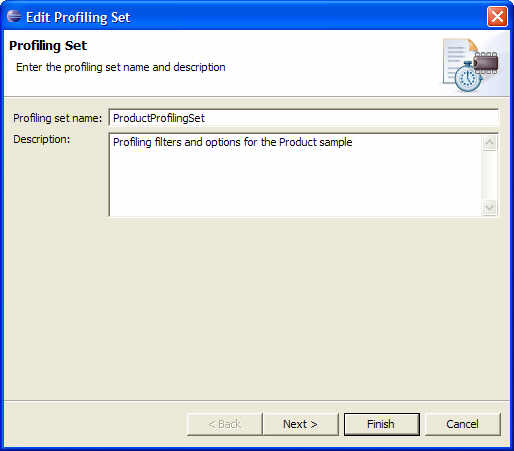 Edit Profiling Set
Profiling Set
Enter the profiling set name and description
Profiling set name: ProductProfilingSet
Description: Profiling filters and options for the Product sample
< Back Next > Finish Cancel